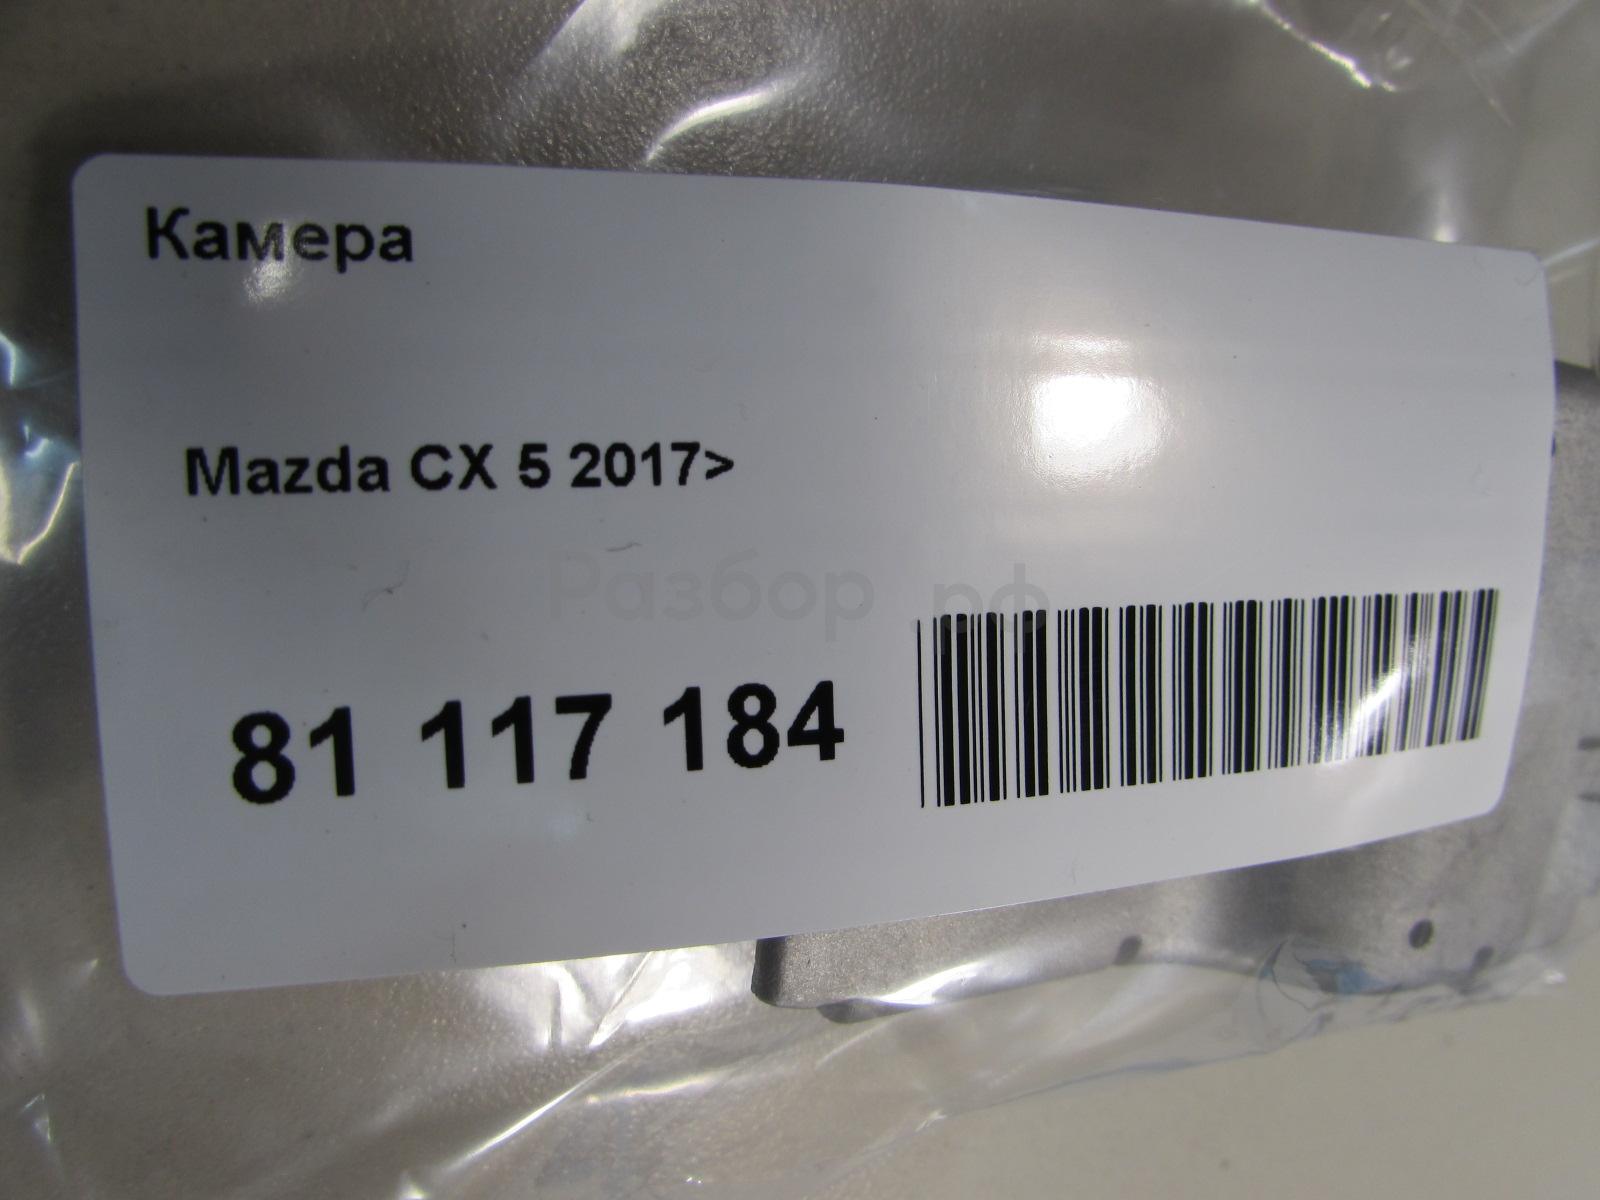 Камера
Mazda CX 5 2017>
Разбор.рф
81 117 184